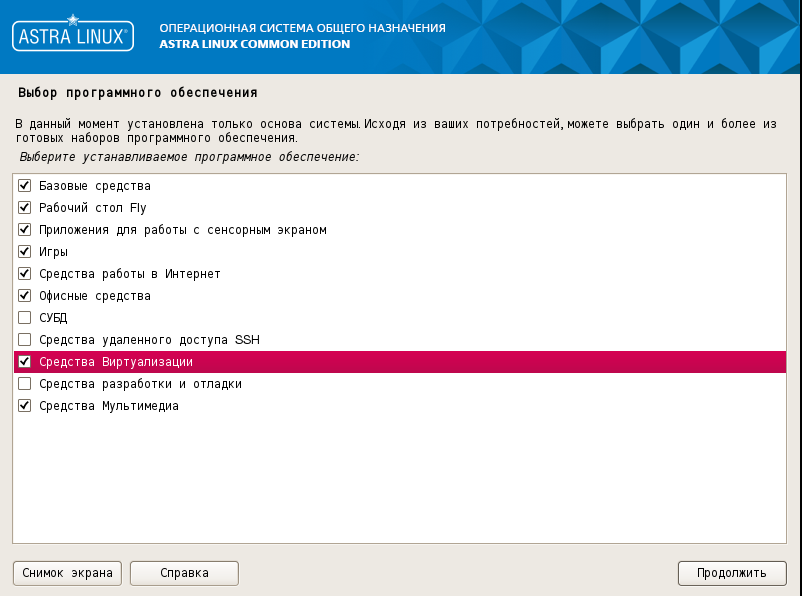 ASTRA LINUX®
ОПЕРАЦИОННАЯ СИСТЕМА ОБЩЕГО НАЗНАЧЕНИЯ
ASTRA LINUX COMMON EDITION
Выбор программного обеспечения
В данный момент установлена только основа системы. Исходя из ваших потребностей, можете выбрать один и более из
готовых наборов программного обеспечения.
Выберите устанавливаемое программное обеспечение:
Базовые средства
Рабочий стол Fly
Приложения для работы с сенсорным экраном
Игры
Средства работы в Интернет
Офисные средства
СУБД
Средства удаленного доступа SSH
Средства Виртуализации
Средства разработки и отладки
Средства Мультимедиа
Снимок экрана
Справка
Продолжить